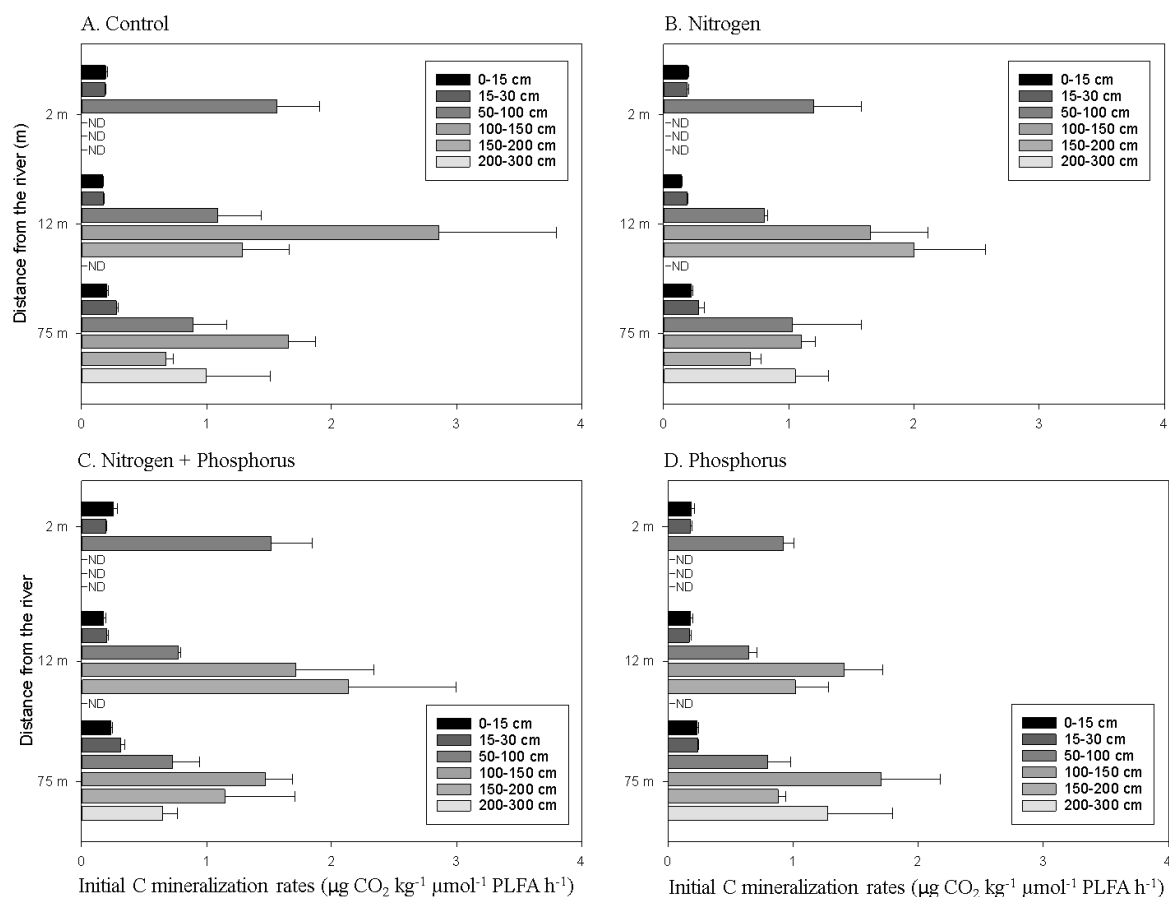 A. Control
B. Nitrogen
Distance from the river (m)
0-15 cm
15-30 cm
50-100 cm
100-150 cm
150-200 cm
200-300 cm
2 m
ND
ND
ND
12 m
ND
75 m
0 1 2 3 4
0-15 cm
15-30 cm
50-100 cm
100-150 cm
150-200 cm
200-300 cm
2 m
ND
ND
ND
12 m
ND
75 m
0 1 2 3 4
C. Nitrogen + Phosphorus
D. Phosphorus
Distance from the river
2 m
ND
ND
ND
12 m
ND
75 m
0-15 cm
15-30 cm
50-100 cm
100-150 cm
150-200 cm
200-300 cm
0 1 2 3 4
Initial C mineralization rates (µg CO₂ kg⁻¹ µmol⁻¹ PLFA h⁻¹)
2 m
ND
ND
ND
12 m
ND
75 m
0-15 cm
15-30 cm
50-100 cm
100-150 cm
150-200 cm
200-300 cm
0 1 2 3 4
Initial C mineralization rates (µg CO₂ kg⁻¹ µmol⁻¹ PLFA h⁻¹)